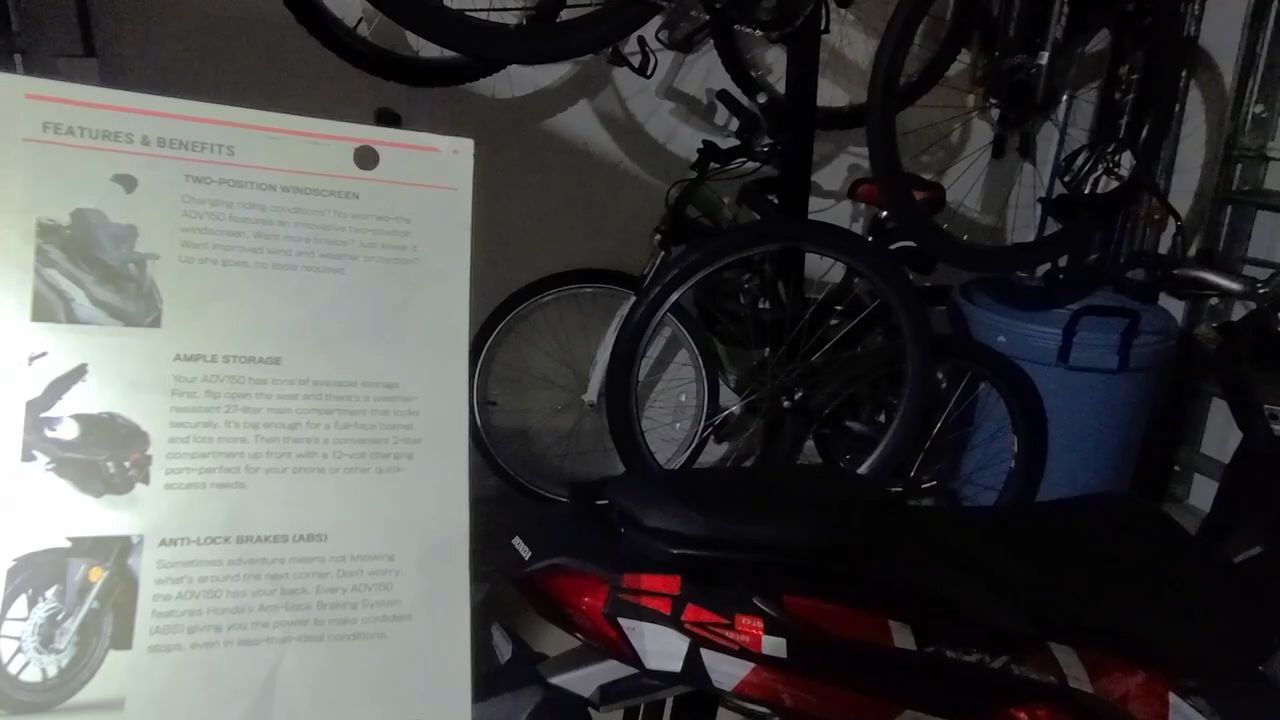 FEATURES & BENEFITS
TWO-POSITION WINDSCREEN
Changing riding conditions? No worries—the
ADV150 features an innovative two-position
windscreen. Want more breeze? Just lower it.
Want improved wind and weather protection?
Up she goes, no tools required.
AMPLE STORAGE
Your ADV150 has tons of available storage.
First, flip open the seat and there's a weather-
resistant 27-liter main compartment that locks
securely. It's big enough for a full-face helmet
and lots more. Then there's a convenient 2-liter
compartment up front with a 12-volt charging
port—perfect for your phone or other quick-
access needs.
ANTI-LOCK BRAKES (ABS)
Sometimes adventure means not knowing
what's around the next corner. Don't worry:
the ADV150 has your back. Every ADV150
features Honda's Anti-Lock Braking System
(ABS) giving you the power to make confident
stops, even in less-than-ideal conditions.